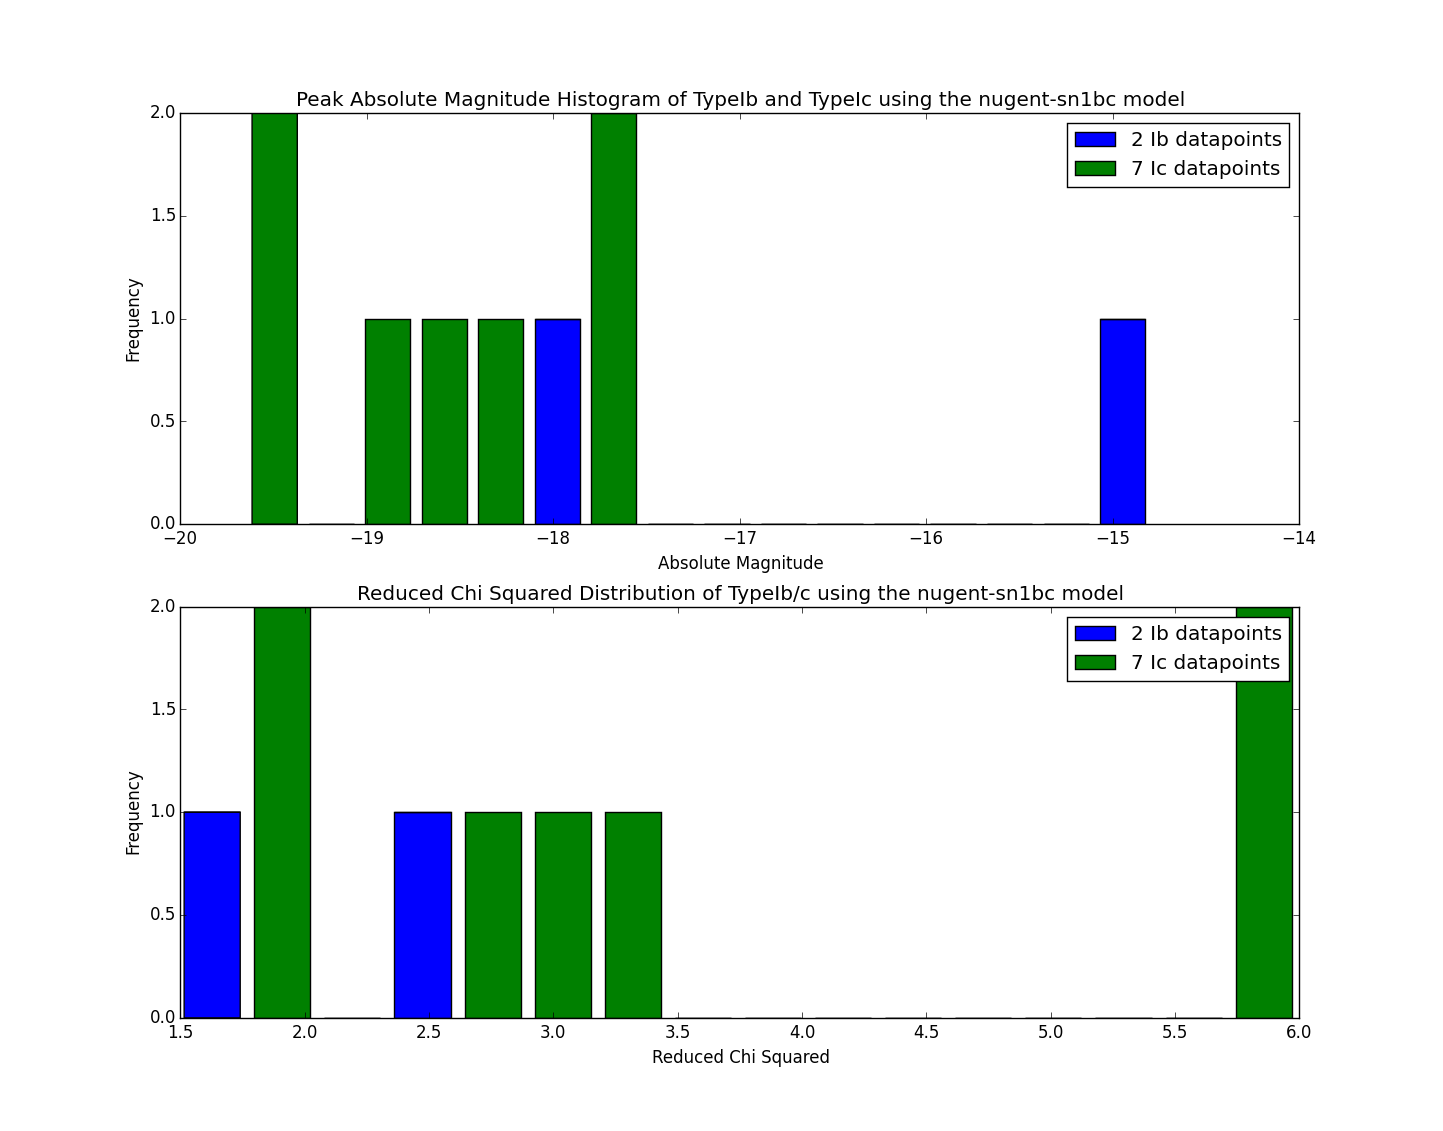 Peak Absolute Magnitude Histogram of TypeIb and TypeIc using the nugent-sn1bc model
2.0
1.5
1.0
0.5
0.0
Frequency
2 Ib datapoints
7 Ic datapoints
−20 −19 −18 −17 −16 −15 −14
Absolute Magnitude
Reduced Chi Squared Distribution of TypeIb/c using the nugent-sn1bc model
2.0
1.5
1.0
0.5
0.0
Frequency
2 Ib datapoints
7 Ic datapoints
1.5 2.0 2.5 3.0 3.5 4.0 4.5 5.0 5.5 6.0
Reduced Chi Squared